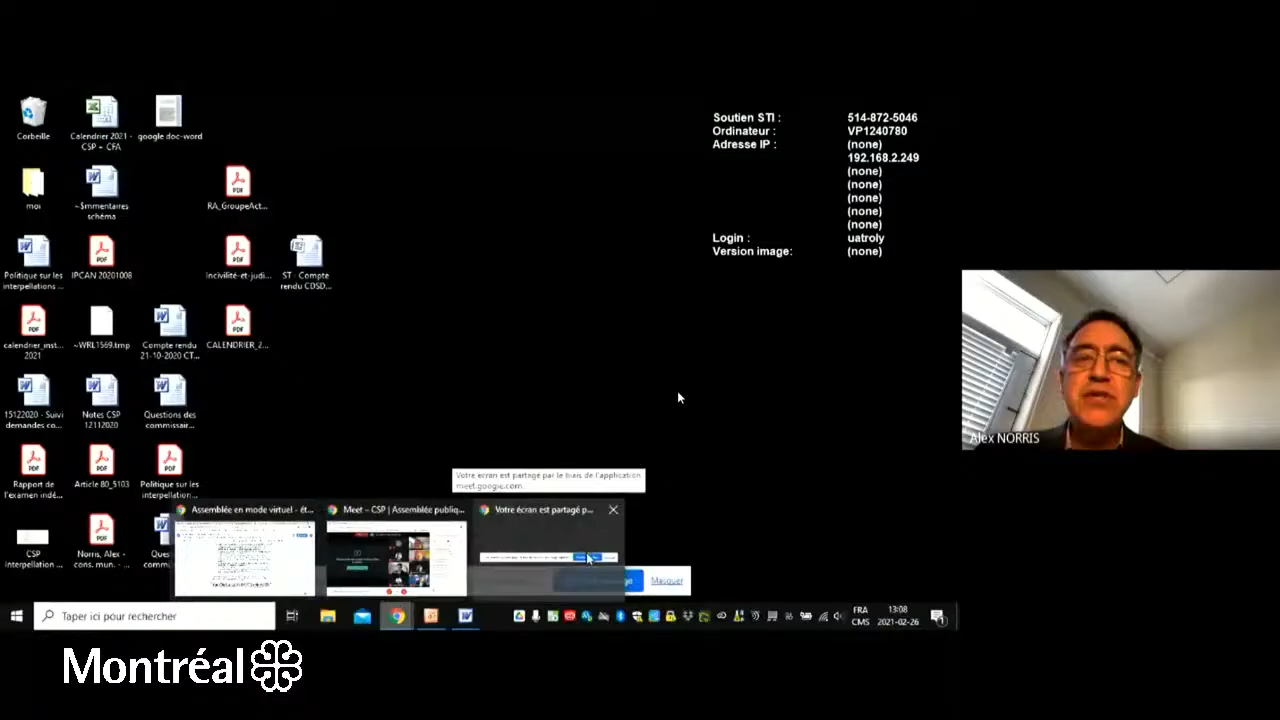 Corbeille
Calendrier 2021 -
CSP + CFA
google doc-word
Soutien STI :
514-872-5046
Ordinateur :
VP1240780
Adresse IP :
(none)
192.168.2.249
(none)
(none)
(none)
(none)
(none)
Login :
uatroly
Version image:
(none)
moi
~$mmentaires
schéma
RA_GroupeAct...
Politique sur les
interpellations ...
IPCAN 20201008
Incivilité-et-judi...
ST - Compte
rendu CDSD...
calendrier_inst...
2021
~WRL1569.tmp
Compte rendu
21-10-2020 CT...
CALENDRIER_2...
15122020 - Suivi
demandes co...
Notes CSP
12112020
Questions des
commissair...
Alex NORRIS
Rapport de
l'examen indé...
Article 80_5103
Politique sur les
interpellation...
Votre écran est partagé par le biais de l'application
meet.google.com.
Assemblée en mode virtuel - ét...
Meet – CSP | Assemblée publiq...
Votre écran est partagé p...
CSP
Interpellation ...
Norris, Alex -
cons. mun. - ...
Masquer
Taper ici pour rechercher
FRA
CMS
13:08
2021-02-26
Montréal